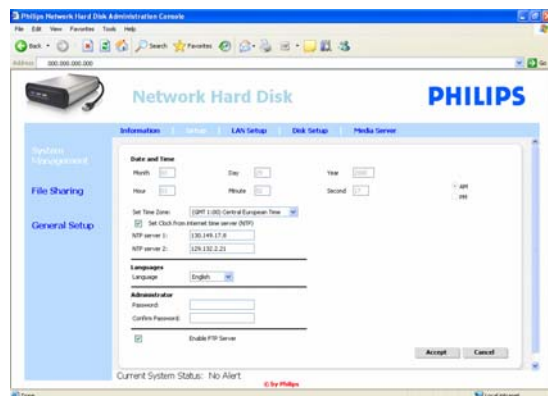 Philips Network Hard Disk Administration Console
File Edit View Favorites Tools Help
Back Search Favorites
Address 000.000.000.000 Go
Network Hard Disk PHILIPS
Information Setup LAN Setup Disk Setup Media Server
System Management
File Sharing
General Setup
Date and Time
Month Day Year
Hour Minute Second AM
PM
Set Time Zone: (GMT 1:00) Central European Time
Set Clock from internet time server (NTP)
NTP server 1: 130.149.17.8
NTP server 2: 129.132.2.21
Languages
Language English
Administrator
Password:
Confirm Password:
Enable FTP Server
Accept Cancel
Current System Status: No Alert
© by Philips
Done Local intranet